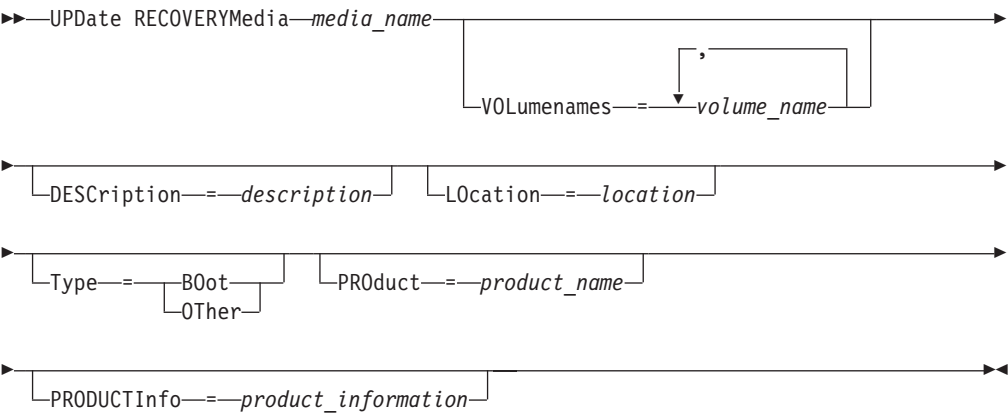 UPDate RECOVERYMedia media_name
,
VOLumenames = volume_name
DESCription = description LOcation = location
Type = BOot PROduct = product_name
OTher
PRODUCTInfo = product_information